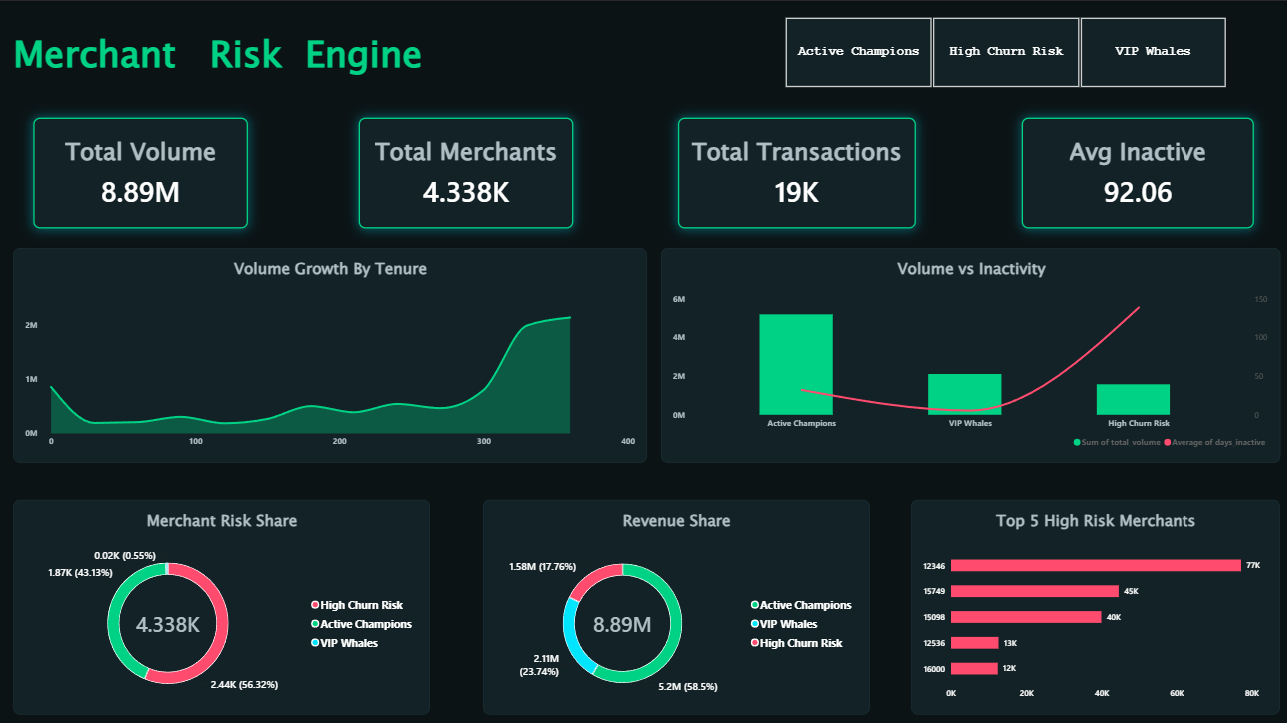 Merchant Risk Engine
Active Champions
High Churn Risk
VIP Whales
Total Volume
8.89M
Total Merchants
4.338K
Total Transactions
19K
Avg Inactive
92.06
Volume Growth By Tenure
2M
1M
0M
0 100 200 300 400
Volume vs Inactivity
6M
4M
2M
0M
150
100
50
0
Active Champions
VIP Whales
High Churn Risk
Sum of total_volume
Average of days_inactive
Merchant Risk Share
0.02K (0.55%)
1.87K (43.13%)
4.338K
2.44K (56.32%)
High Churn Risk
Active Champions
VIP Whales
Revenue Share
1.58M (17.76%)
8.89M
2.11M
(23.74%)
5.2M (58.5%)
Active Champions
VIP Whales
High Churn Risk
Top 5 High Risk Merchants
12346 77K
15749 45K
15098 40K
12536 13K
16000 12K
0K 20K 40K 60K 80K